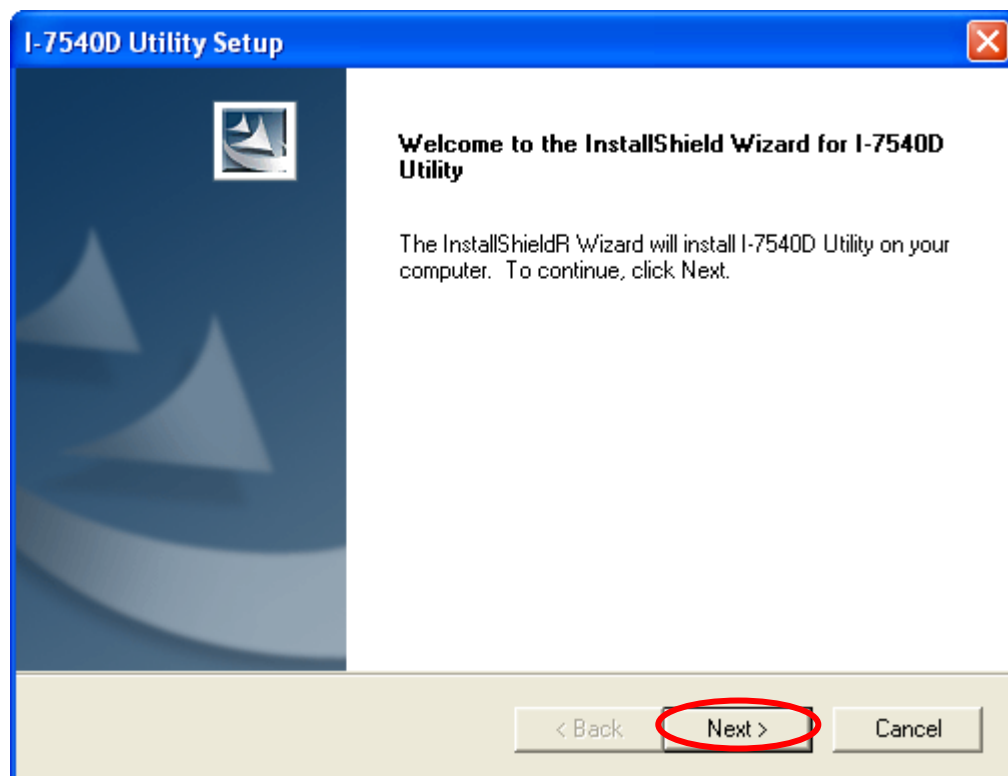 I-7540D Utility Setup
Welcome to the InstallShield Wizard for I-7540D
Utility
The InstallShieldR Wizard will install I-7540D Utility on your
computer. To continue, click Next.
< Back
Next >
Cancel